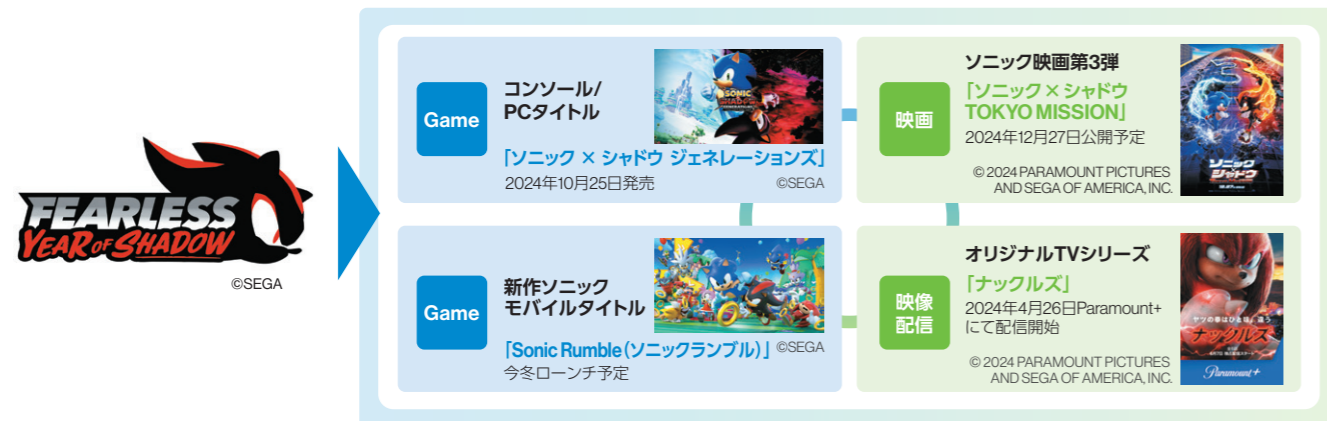 FEARLESS
YEAR OF SHADOW
©SEGA
Game
コンソール/
PCタイトル
SONIC
SHADOW
GENERATIONS
「ソニック × シャドウ ジェネレーションズ」
2024年10月25日発売
©SEGA
映画
ソニック映画第3弾
「ソニック × シャドウ
TOKYO MISSION」
2024年12月27日公開予定
© 2024 PARAMOUNT PICTURES
AND SEGA OF AMERICA, INC.
ソニック
シャドウ
Game
新作ソニック
モバイルタイトル
「Sonic Rumble(ソニックランブル)」
©SEGA
今冬ローンチ予定
映像
配信
オリジナルTVシリーズ
「ナックルズ」
2024年4月26日Paramount+
にて配信開始
© 2024 PARAMOUNT PICTURES
AND SEGA OF AMERICA, INC.
ナックルズ
Paramount+